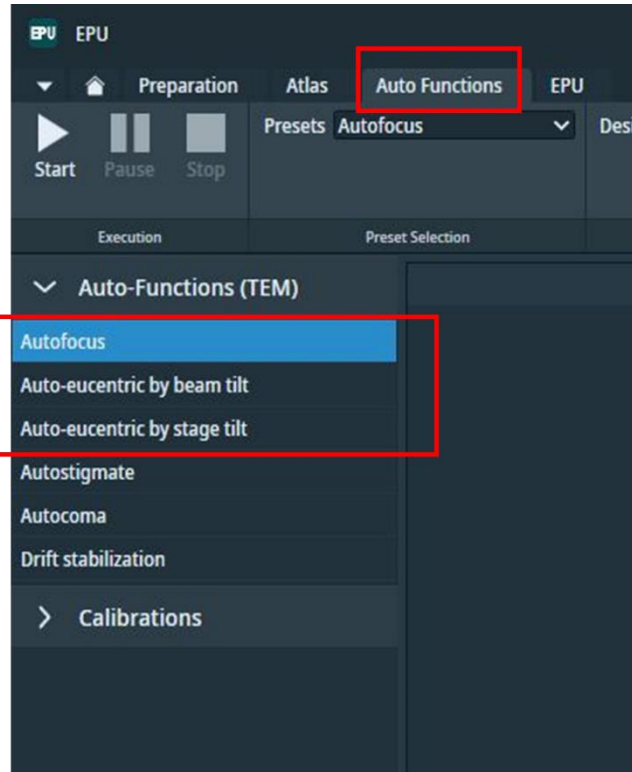 EPU EPU
Preparation Atlas Auto Functions EPU
Presets Autofocus
Start Pause Stop
Execution Preset Selection
Auto-Functions (TEM)
Autofocus
Auto-eucentric by beam tilt
Auto-eucentric by stage tilt
Autostigmate
Autocoma
Drift stabilization
Calibrations